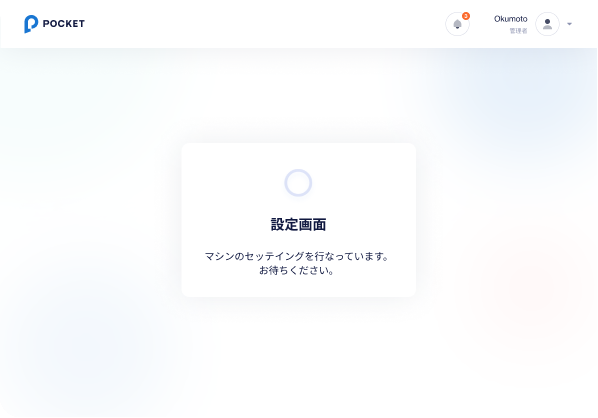 POCKET
3
Okumoto
管理者
設定画面
マシンのセッテイングを行なっています。
お待ちください。